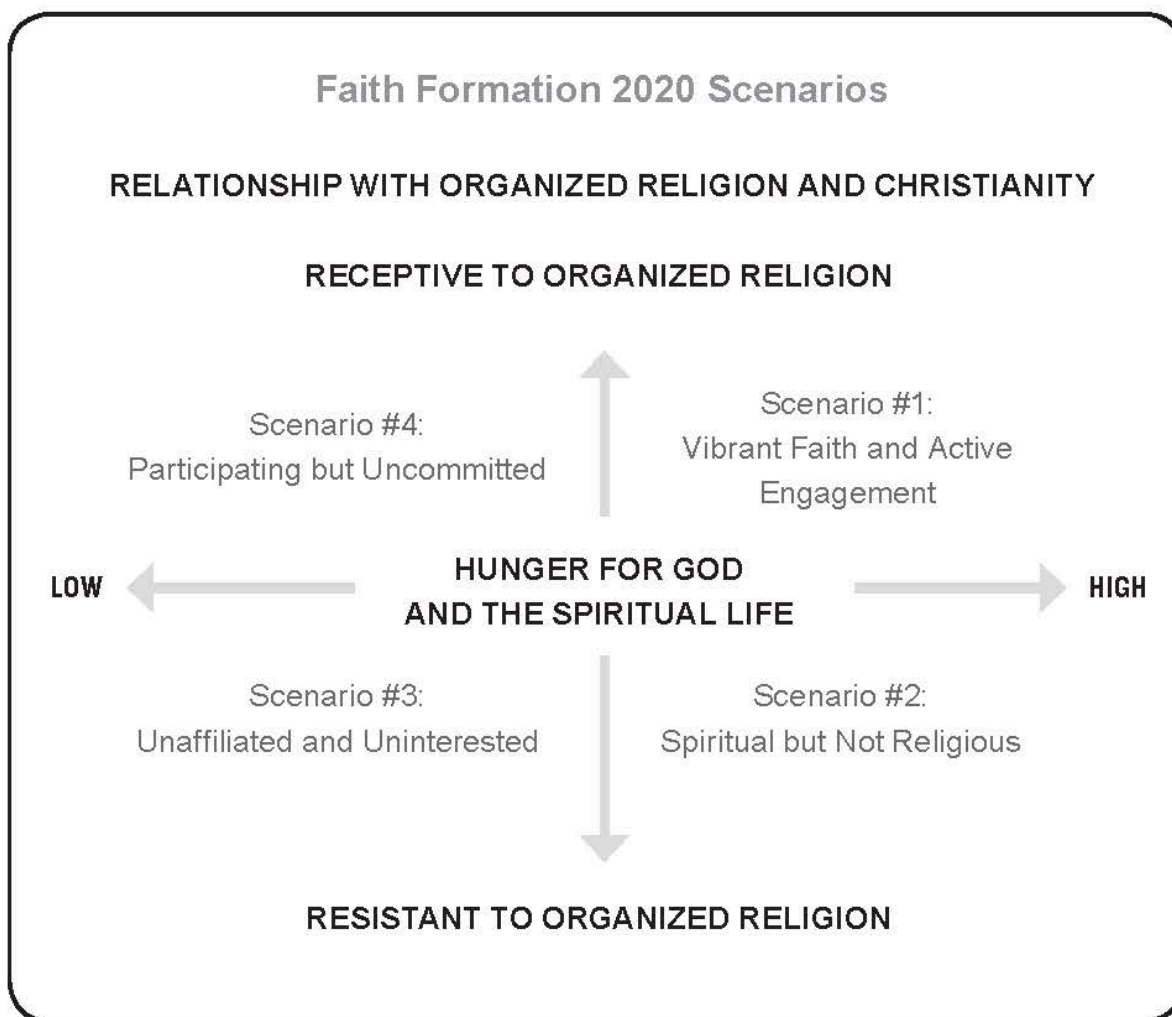 Faith Formation 2020 Scenarios
RELATIONSHIP WITH ORGANIZED RELIGION AND CHRISTIANITY
RECEPTIVE TO ORGANIZED RELIGION
Scenario #4:
Participating but Uncommitted
Scenario #1:
Vibrant Faith and Active
Engagement
LOW
HUNGER FOR GOD
AND THE SPIRITUAL LIFE
HIGH
Scenario #3:
Unaffiliated and Uninterested
Scenario #2:
Spiritual but Not Religious
RESISTANT TO ORGANIZED RELIGION